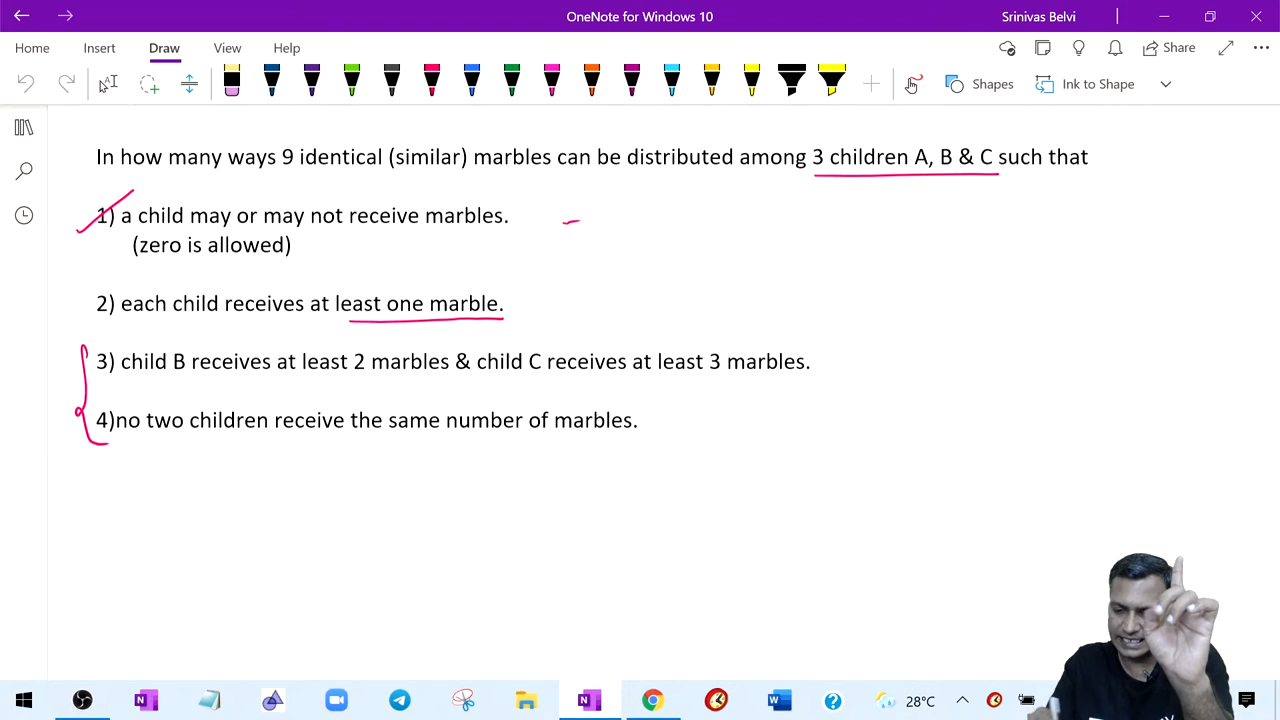 OneNote for Windows 10
Srinivas Belvi
Home Insert Draw View Help
Share
Shapes
Ink to Shape
In how many ways 9 identical (similar) marbles can be distributed among 3 children A, B & C such that
1) a child may or may not receive marbles.
(zero is allowed)
2) each child receives at least one marble.
3) child B receives at least 2 marbles & child C receives at least 3 marbles.
4)no two children receive the same number of marbles.
28°C